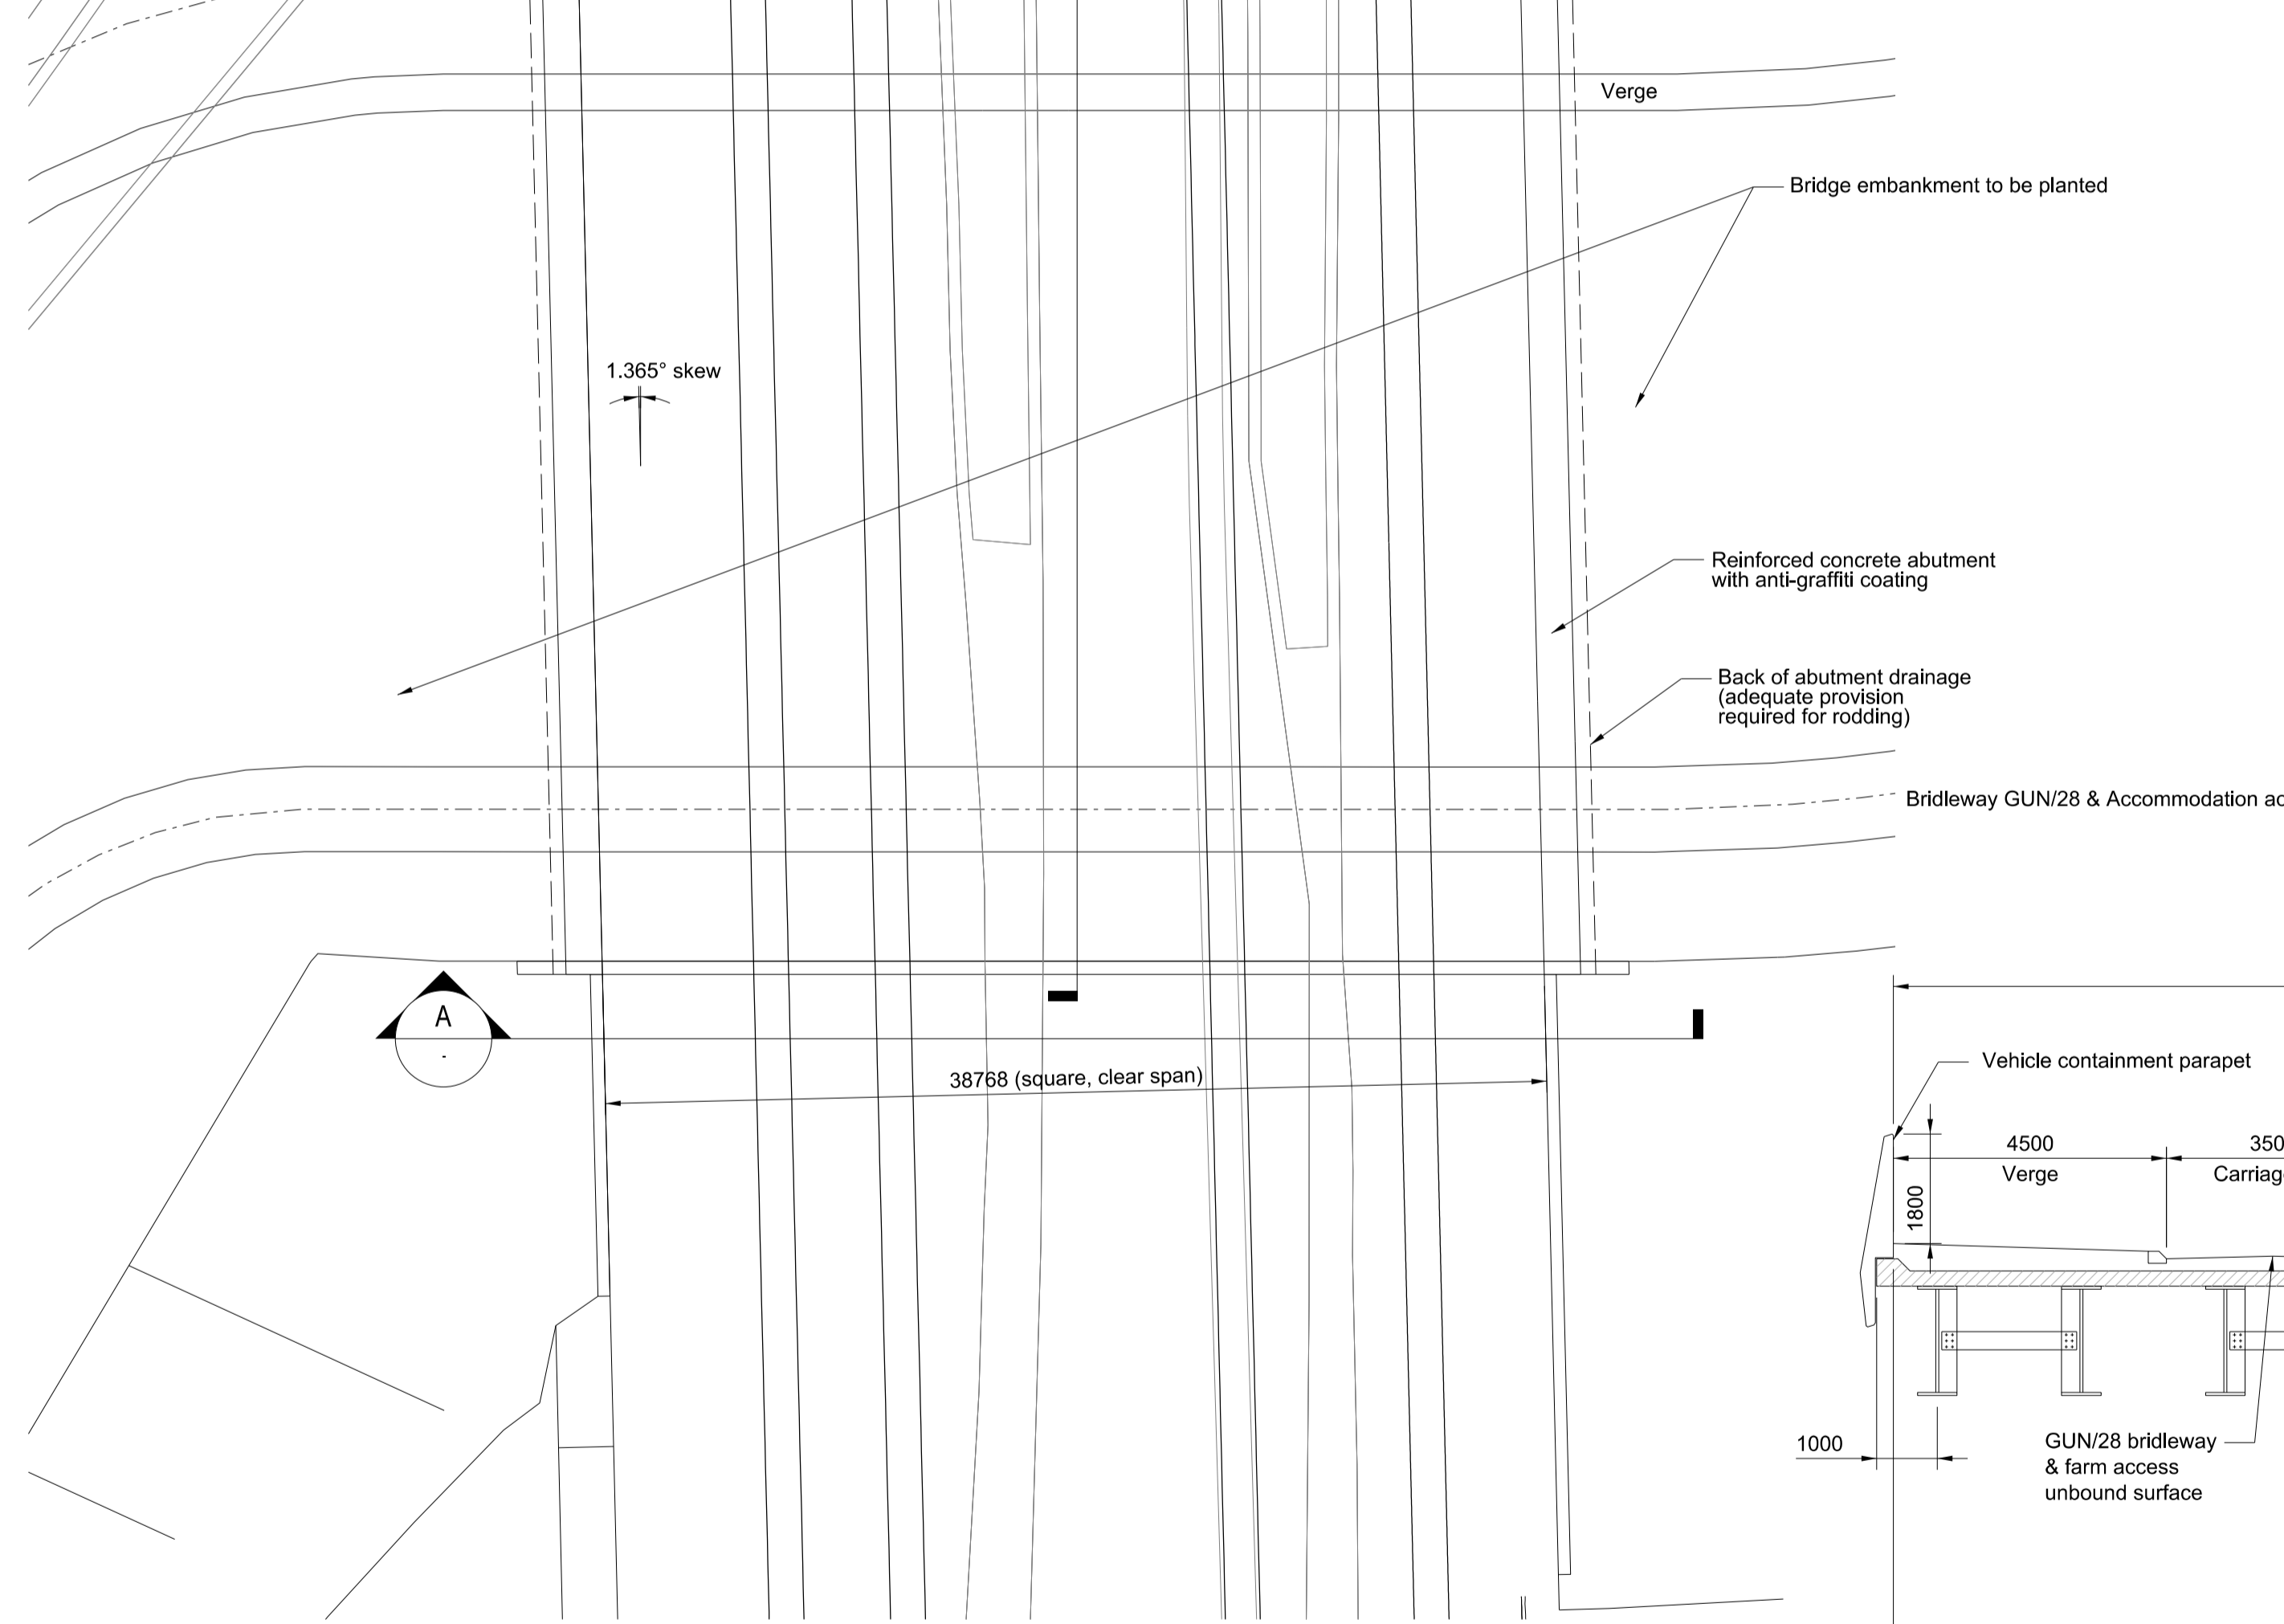 Verge
Bridge embankment to be planted
1.365° skew
Reinforced concrete abutment
with anti-graffiti coating
Back of abutment drainage
(adequate provision
required for rodding)
Bridleway GUN/28 & Accommodation ac
A
-
38768 (square, clear span)
Vehicle containment parapet
4500
350
Verge
Carriag
1800
1000
GUN/28 bridleway
& farm access
unbound surface